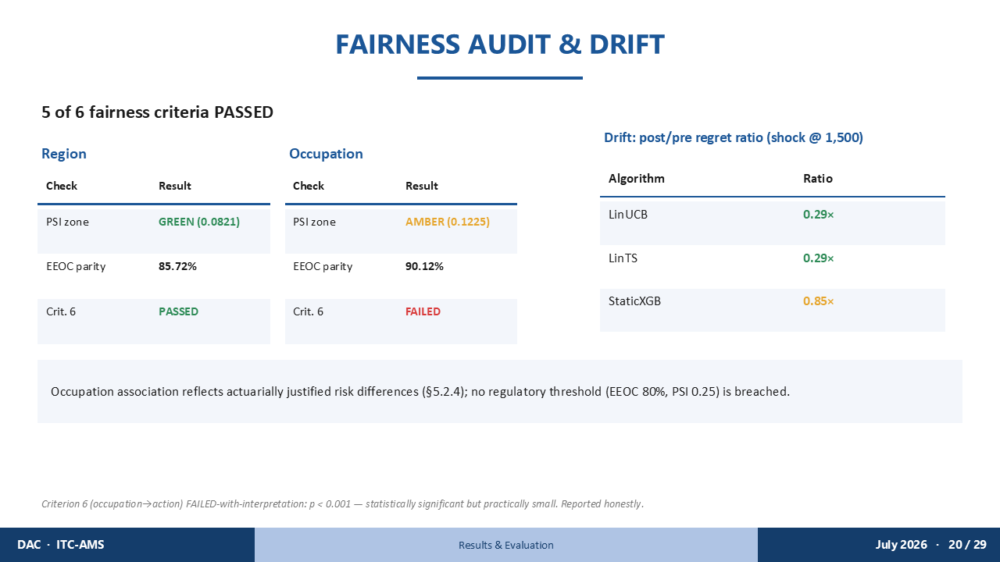 FAIRNESS AUDIT & DRIFT
5 of 6 fairness criteria PASSED
Region
Check Result
PSI zone GREEN (0.0821)
EEOC parity 85.72%
Crit. 6 PASSED
Occupation
Check Result
PSI zone AMBER (0.1225)
EEOC parity 90.12%
Crit. 6 FAILED
Drift: post/pre regret ratio (shock @ 1,500)
Algorithm Ratio
LinUCB 0.29×
LinTS 0.29×
StaticXGB 0.85×
Occupation association reflects actuarially justified risk differences (§5.2.4); no regulatory threshold (EEOC 80%, PSI 0.25) is breached.
Criterion 6 (occupation→action) FAILED-with-interpretation: p < 0.001 — statistically significant but practically small. Reported honestly.
DAC · ITC-AMS
Results & Evaluation
July 2026 · 20 / 29